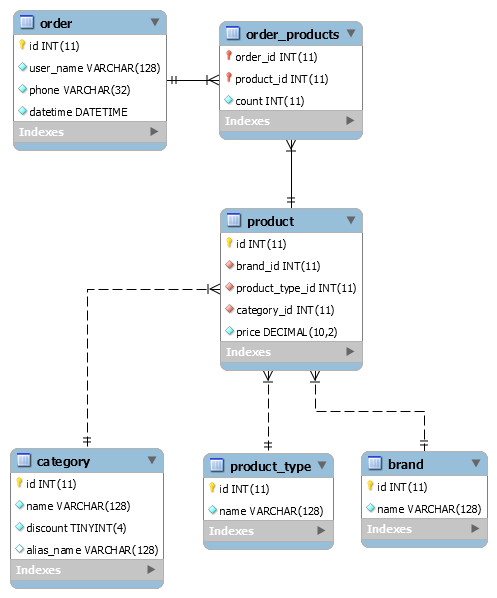 order
id INT(11)
user_name VARCHAR(128)
phone VARCHAR(32)
datetime DATETIME
Indexes
order_products
order_id INT(11)
product_id INT(11)
count INT(11)
Indexes
product
id INT(11)
brand_id INT(11)
product_type_id INT(11)
category_id INT(11)
price DECIMAL(10,2)
Indexes
category
id INT(11)
name VARCHAR(128)
discount TINYINT(4)
alias_name VARCHAR(128)
Indexes
product_type
id INT(11)
name VARCHAR(128)
Indexes
brand
id INT(11)
name VARCHAR(128)
Indexes